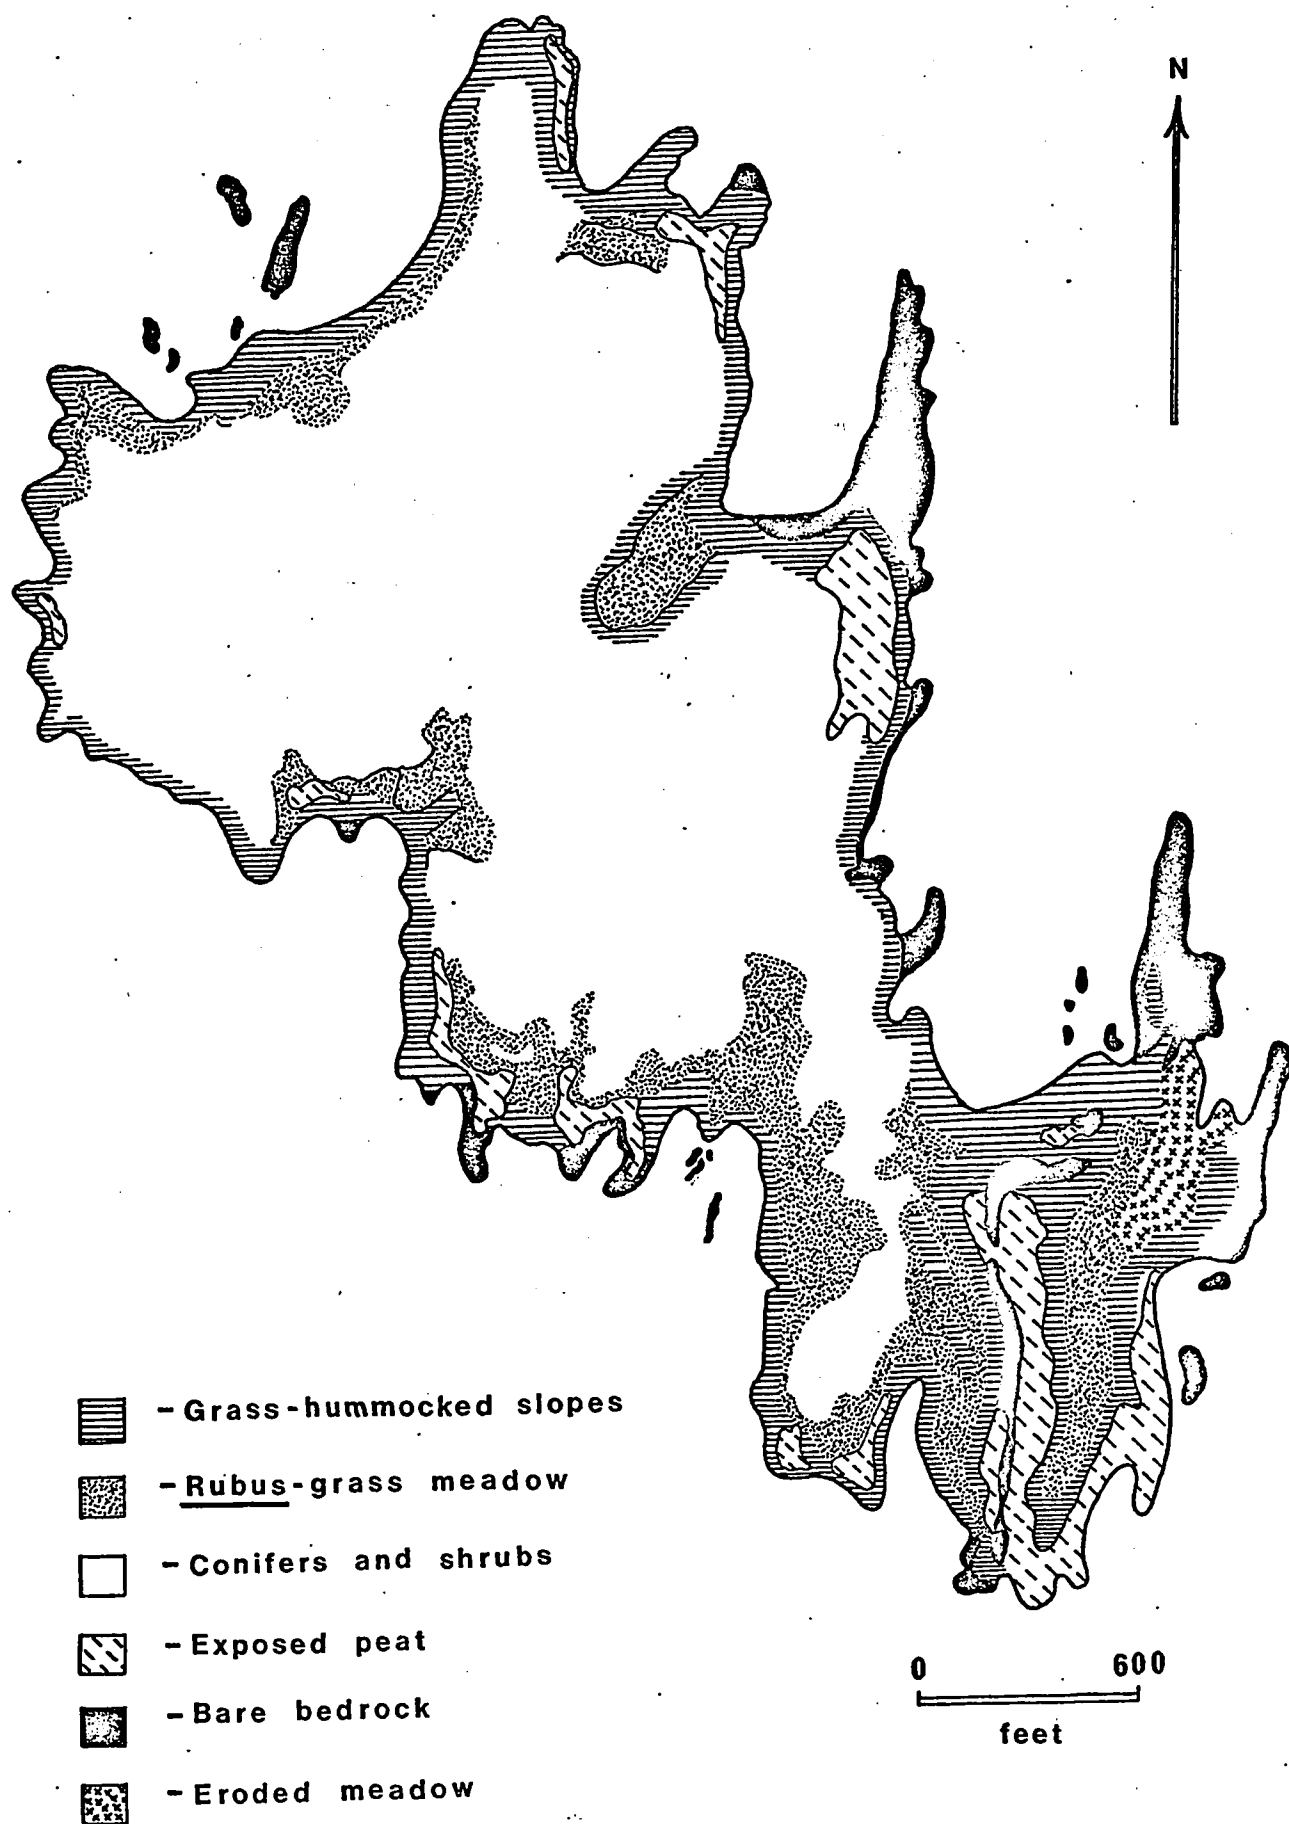 N
- Grass-hummocked slopes
- Rubus-grass meadow
- Conifers and shrubs
- Exposed peat
- Bare bedrock
- Eroded meadow
0 600
feet